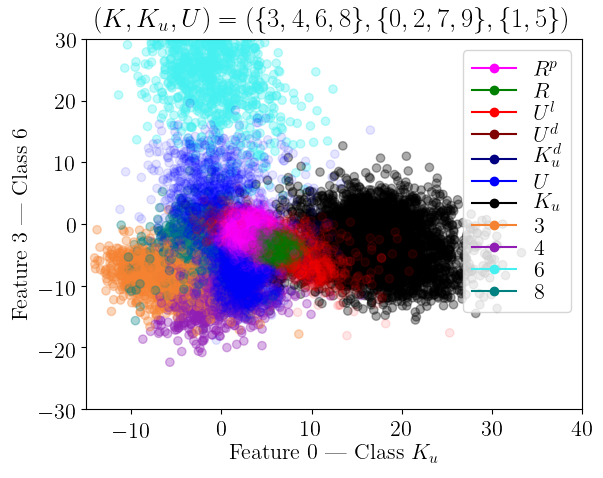 (K, K_u, U) = ({3, 4, 6, 8}, {0, 2, 7, 9}, {1, 5})
30
20
10
0
−10
−20
−30
Feature 3 — Class 6
R^p
R
U^l
U^d
K_u^d
U
K_u
3
4
6
8
−10
0
10
20
30
40
Feature 0 — Class K_u